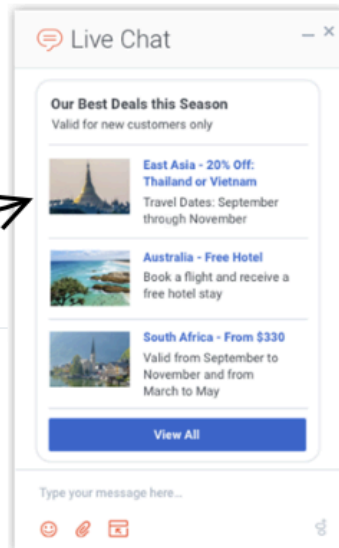 Live Chat
Our Best Deals this Season
Valid for new customers only
East Asia - 20% Off:
Thailand or Vietnam
Travel Dates: September
through November
Australia - Free Hotel
Book a flight and receive a
free hotel stay
South Africa - From $330
Valid from September to
November and from
March to May
View All
Type your message here...